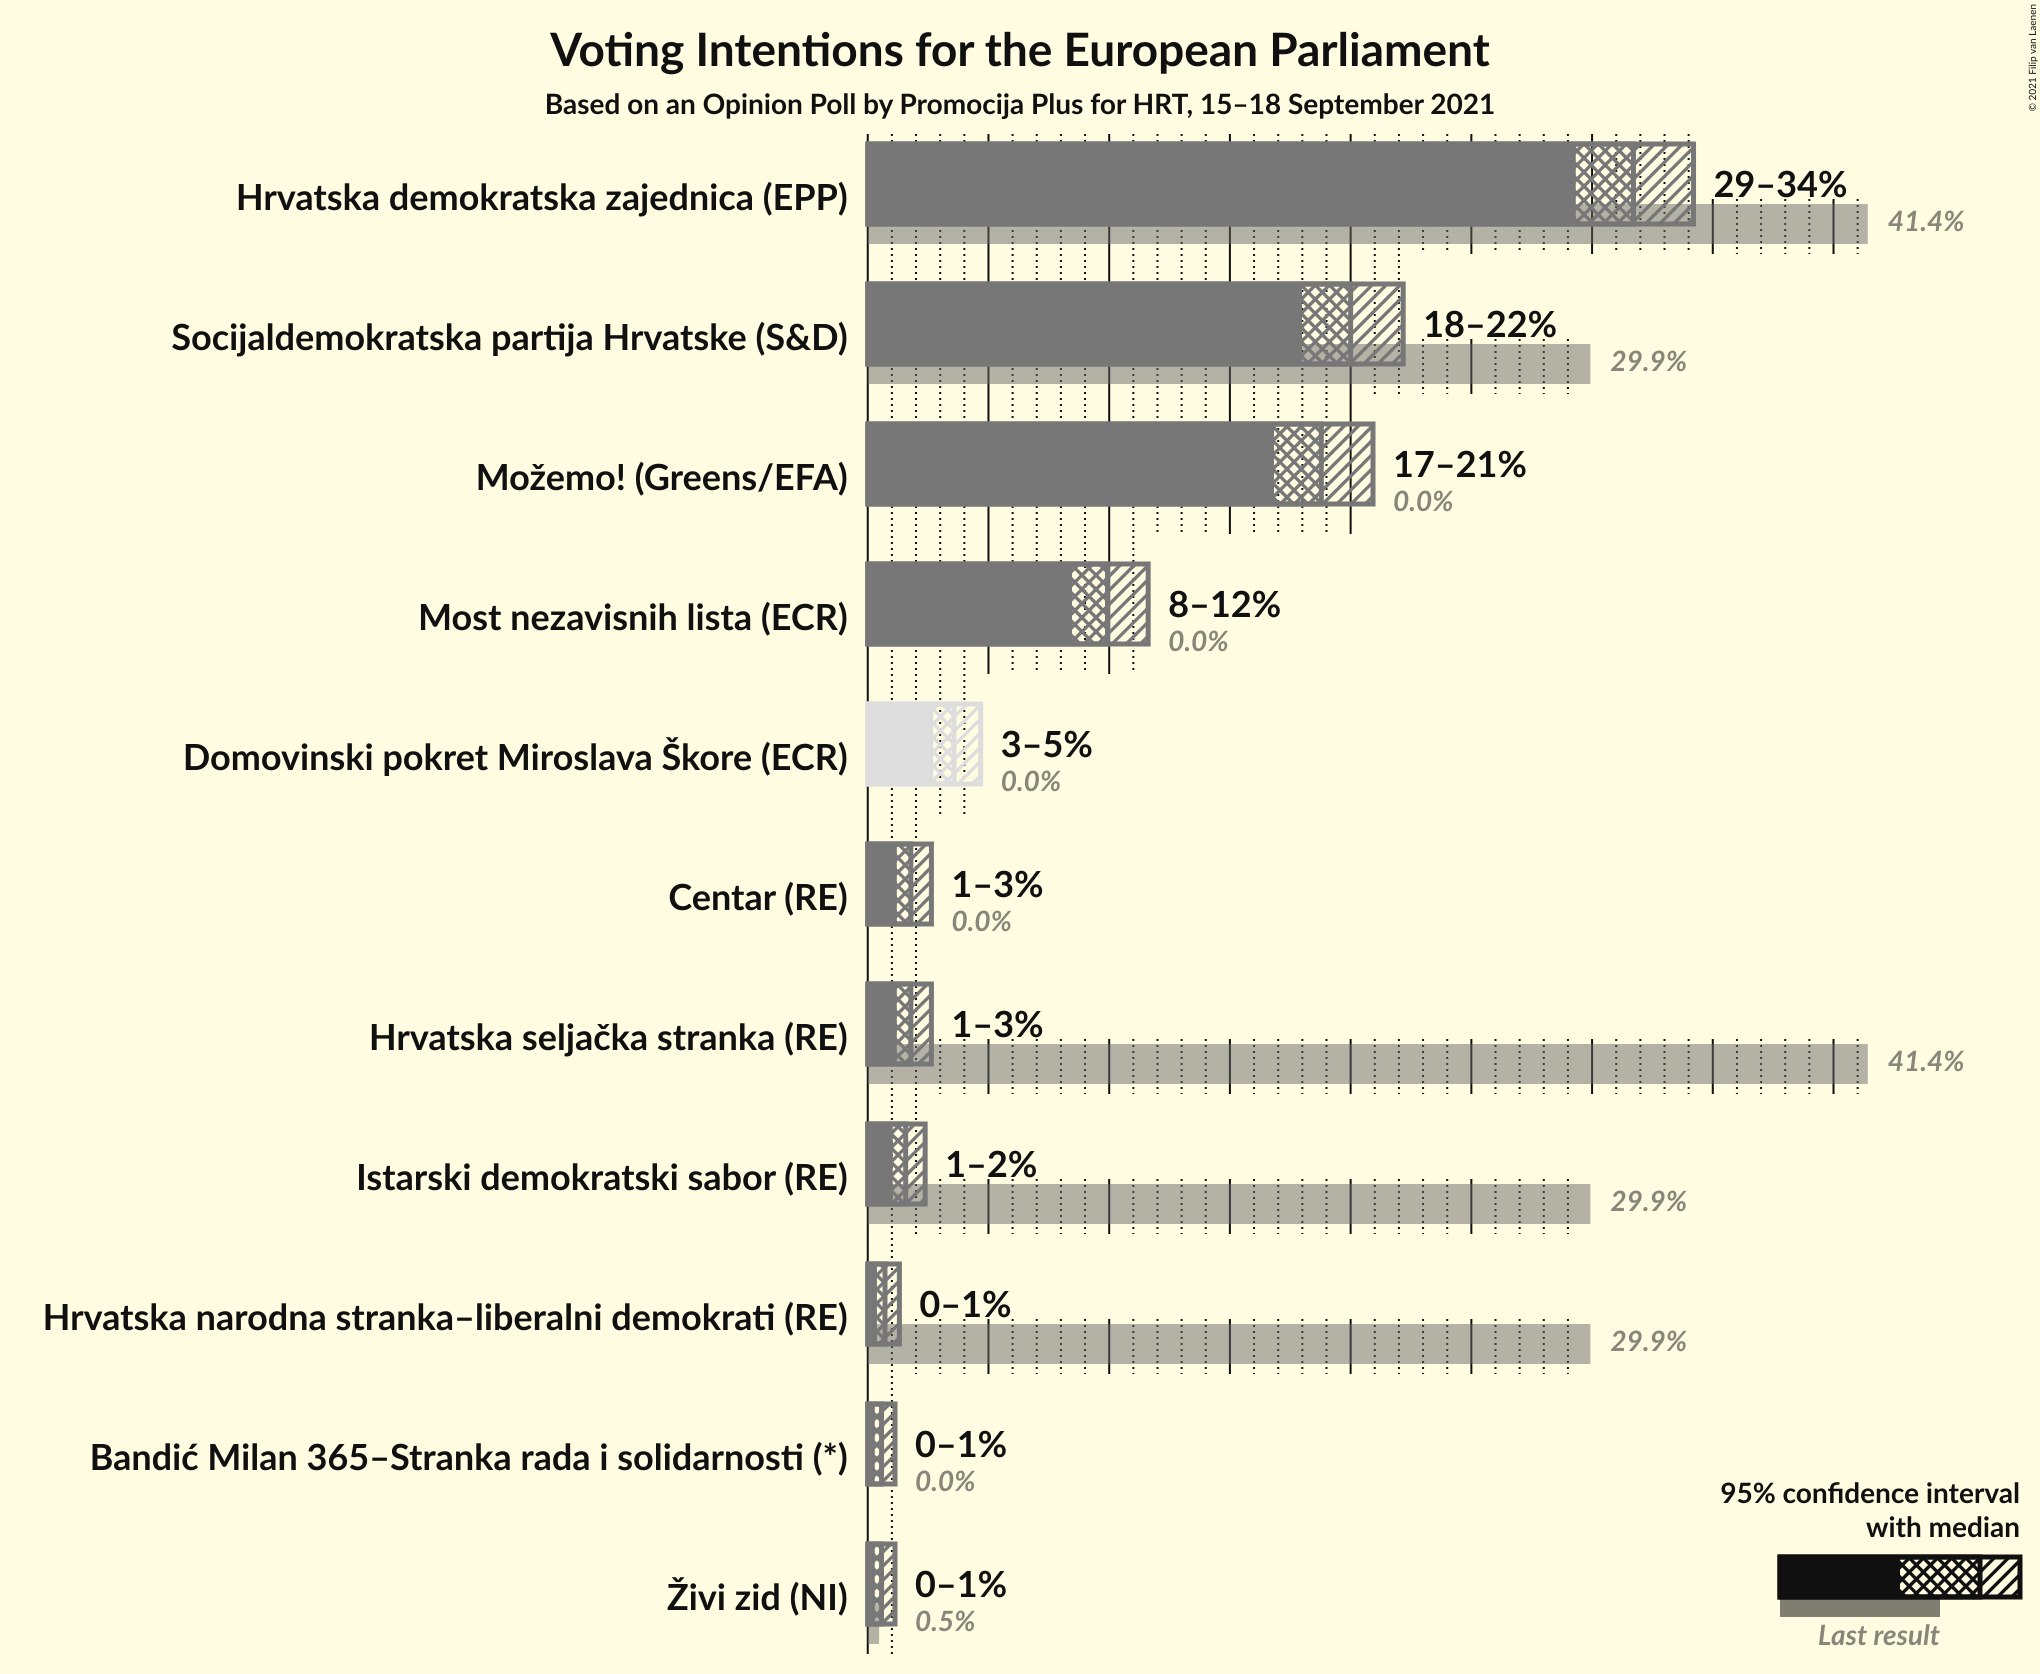 Voting Intentions for the European Parliament
Based on an Opinion Poll by Promocija Plus for HRT, 15–18 September 2021
© 2021 Filip van Laenen
Hrvatska demokratska zajednica (EPP)
29–34%
41.4%
Socijaldemokratska partija Hrvatske (S&D)
18–22%
29.9%
Možemo! (Greens/EFA)
17–21%
0.0%
Most nezavisnih lista (ECR)
8–12%
0.0%
Domovinski pokret Miroslava Škore (ECR)
3–5%
0.0%
Centar (RE)
1–3%
0.0%
Hrvatska seljačka stranka (RE)
1–3%
41.4%
Istarski demokratski sabor (RE)
1–2%
29.9%
Hrvatska narodna stranka–liberalni demokrati (RE)
0–1%
29.9%
Bandić Milan 365–Stranka rada i solidarnosti (*)
0–1%
0.0%
Živi zid (NI)
0–1%
0.5%
95% confidence interval
with median
Last result